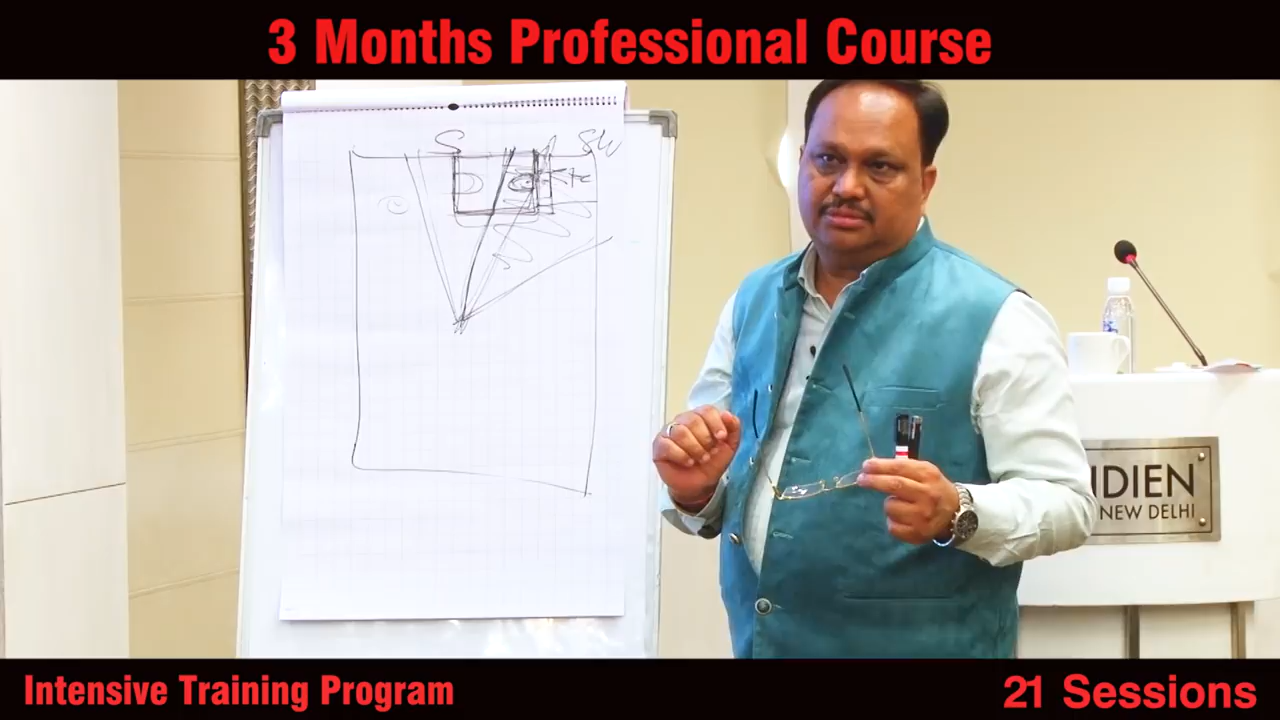 3 Months Professional Course
S SW
IDIEN
NEW DELHI
Intensive Training Program
21 Sessions